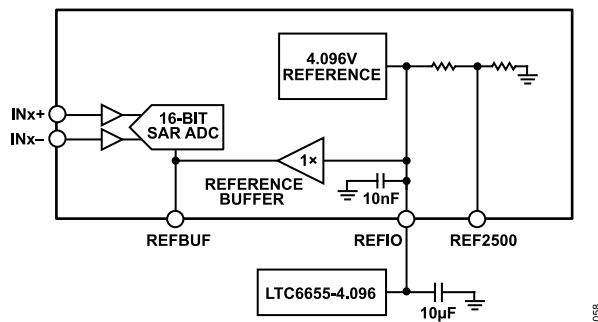 4.096V
REFERENCE
INx+
INx–
16-BIT
SAR ADC
1×
REFERENCE
BUFFER
10nF
REFBUF
REFIO
REF2500
LTC6655-4.096
10µF
058